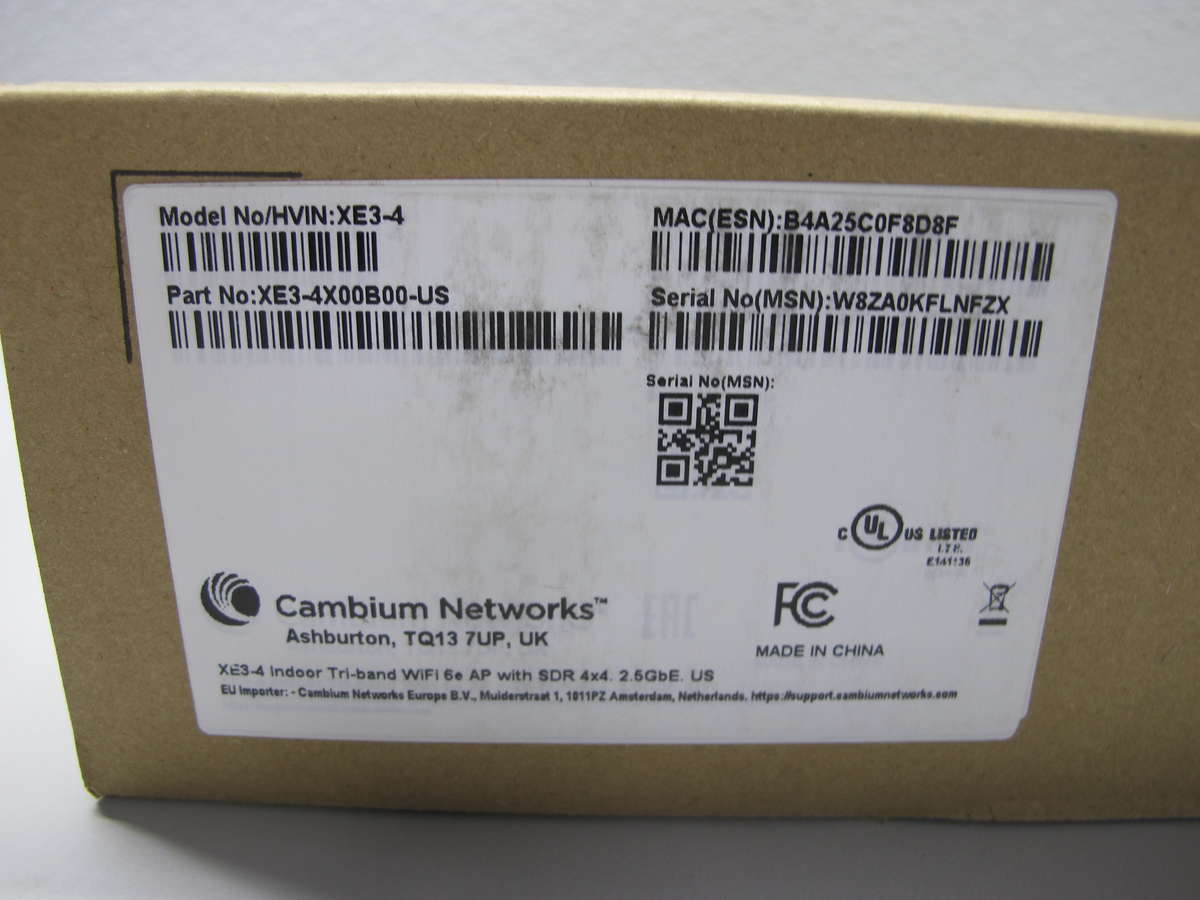 Model No/HVIN:XE3-4
MAC(ESN):B4A25C0F8D8F
Part No:XE3-4X00B00-US
Serial No(MSN):W8ZA0KFLNFZX
Serial No(MSN):
C UL US LISTED
I.T.E.
E141136
Cambium Networks™
Ashburton, TQ13 7UP, UK
FC
MADE IN CHINA
XE3-4 Indoor Tri-band WiFi 6e AP with SDR 4x4. 2.5GbE. US
EU Importer: - Cambium Networks Europe B.V., Muiderstraat 1, 1011PZ Amsterdam, Netherlands. https://support.cambiumnetworks.com